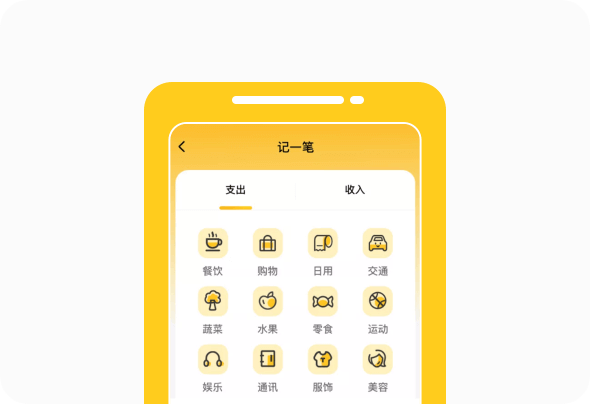 记一笔
支出 收入
餐饮 购物 日用 交通
蔬菜 水果 零食 运动
娱乐 通讯 服饰 美容